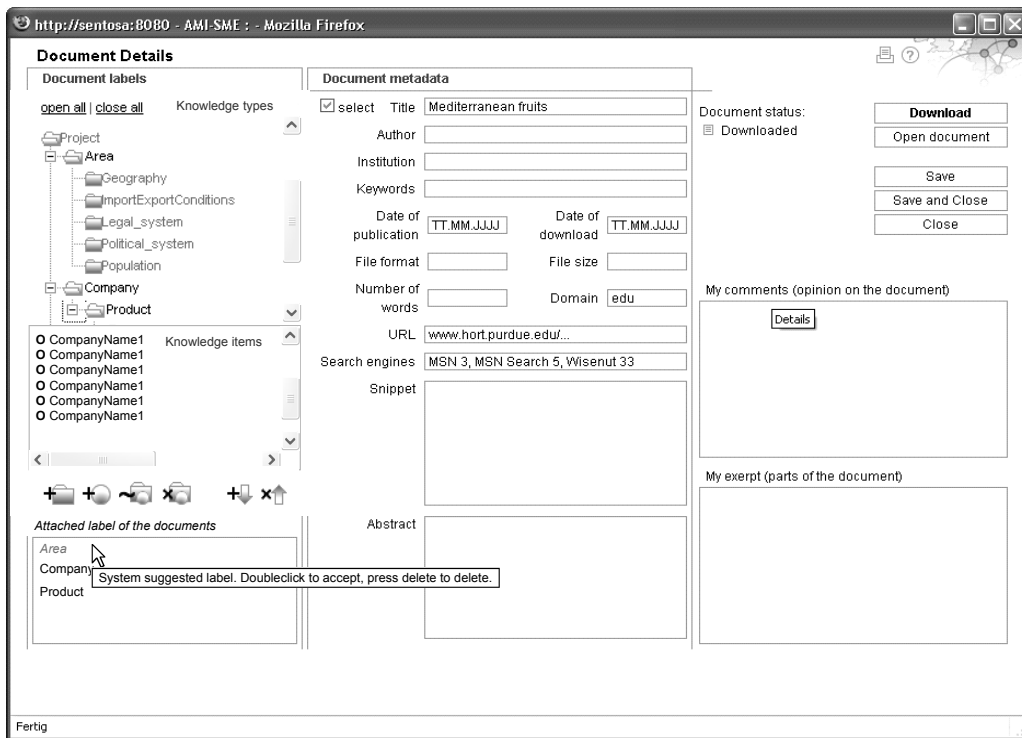 http://sentosa:8080 - AMI-SME : - Mozilla Firefox
Document Details
Document labels
open all | close all
Knowledge types
Project
Area
Geography
ImportExportConditions
Legal_system
Political_system
Population
Company
Product
O CompanyName1
Knowledge items
O CompanyName1
O CompanyName1
O CompanyName1
O CompanyName1
O CompanyName1
Attached label of the documents
Area
Company
System suggested label. Doubleclick to accept, press delete to delete.
Product
Document metadata
select
Title
Mediterranean fruits
Author
Institution
Keywords
Date of publication
TT.MM.JJJJ
Date of download
TT.MM.JJJJ
File format
File size
Number of words
Domain
edu
URL
www.hort.purdue.edu/...
Search engines
MSN 3, MSN Search 5, Wisenut 33
Snippet
Abstract
Document status:
Downloaded
Download
Open document
Save
Save and Close
Close
My comments (opinion on the document)
Details
My exerpt (parts of the document)
Fertig